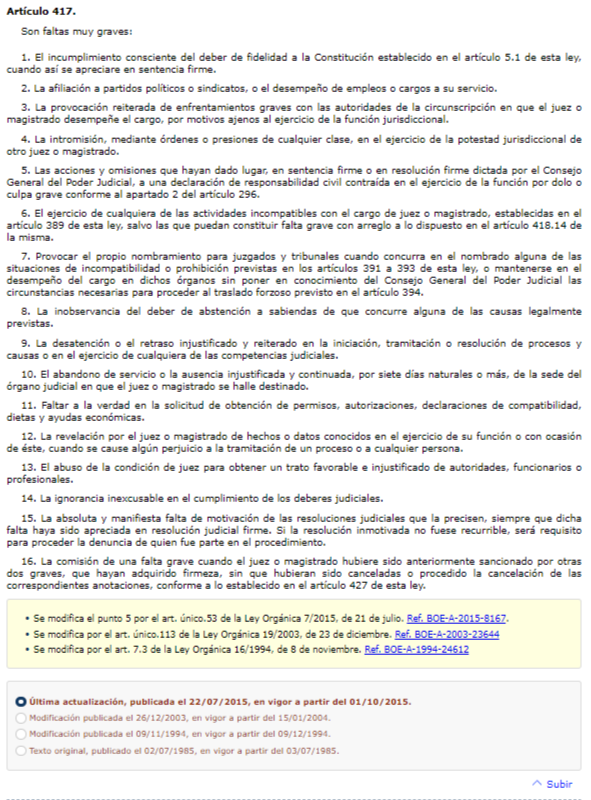 Artículo 417.
Son faltas muy graves:
1. El incumplimiento consciente del deber de fidelidad a la Constitución establecido en el artículo 5.1 de esta ley,
cuando así se apreciare en sentencia firme.
2. La afiliación a partidos políticos o sindicatos, o el desempeño de empleos o cargos a su servicio.
3. La provocación reiterada de enfrentamientos graves con las autoridades de la circunscripción en que el juez o
magistrado desempeñe el cargo, por motivos ajenos al ejercicio de la función jurisdiccional.
4. La intromisión, mediante órdenes o presiones de cualquier clase, en el ejercicio de la potestad jurisdiccional de
otro juez o magistrado.
5. Las acciones y omisiones que hayan dado lugar, en sentencia firme o en resolución firme dictada por el Consejo
General del Poder Judicial, a una declaración de responsabilidad civil contraída en el ejercicio de la función por dolo o
culpa grave conforme al apartado 2 del artículo 296.
6. El ejercicio de cualquiera de las actividades incompatibles con el cargo de juez o magistrado, establecidas en el
artículo 389 de esta ley, salvo las que puedan constituir falta grave con arreglo a lo dispuesto en el artículo 418.14 de
la misma.
7. Provocar el propio nombramiento para juzgados y tribunales cuando concurra en el nombrado alguna de las
situaciones de incompatibilidad o prohibición previstas en los artículos 391 a 393 de esta ley, o mantenerse en el
desempeño del cargo en dichos órganos sin poner en conocimiento del Consejo General del Poder Judicial las
circunstancias necesarias para proceder al traslado forzoso previsto en el artículo 394.
8. La inobservancia del deber de abstención a sabiendas de que concurre alguna de las causas legalmente
previstas.
9. La desatención o el retraso injustificado y reiterado en la iniciación, tramitación o resolución de procesos y
causas o en el ejercicio de cualquiera de las competencias judiciales.
10. El abandono de servicio o la ausencia injustificada y continuada, por siete días naturales o más, de la sede del
órgano judicial en que el juez o magistrado se halle destinado.
11. Faltar a la verdad en la solicitud de obtención de permisos, autorizaciones, declaraciones de compatibilidad,
dietas y ayudas económicas.
12. La revelación por el juez o magistrado de hechos o datos conocidos en el ejercicio de su función o con ocasión
de éste, cuando se cause algún perjuicio a la tramitación de un proceso o a cualquier persona.
13. El abuso de la condición de juez para obtener un trato favorable e injustificado de autoridades, funcionarios o
profesionales.
14. La ignorancia inexcusable en el cumplimiento de los deberes judiciales.
15. La absoluta y manifiesta falta de motivación de las resoluciones judiciales que la precisen, siempre que dicha
falta haya sido apreciada en resolución judicial firme. Si la resolución inmotivada no fuese recurrible, será requisito
para proceder la denuncia de quien fue parte en el procedimiento.
16. La comisión de una falta grave cuando el juez o magistrado hubiere sido anteriormente sancionado por otras
dos graves, que hayan adquirido firmeza, sin que hubieran sido canceladas o procedido la cancelación de las
correspondientes anotaciones, conforme a lo establecido en el artículo 427 de esta ley.
• Se modifica el punto 5 por el art. único.53 de la Ley Orgánica 7/2015, de 21 de julio. Ref. BOE-A-2015-8167.
• Se modifica por el art. único.113 de la Ley Orgánica 19/2003, de 23 de diciembre. Ref. BOE-A-2003-23644
• Se modifica por el art. 7.3 de la Ley Orgánica 16/1994, de 8 de noviembre. Ref. BOE-A-1994-24612
Última actualización, publicada el 22/07/2015, en vigor a partir del 01/10/2015.
Modificación publicada el 26/12/2003, en vigor a partir del 15/01/2004.
Modificación publicada el 09/11/1994, en vigor a partir del 09/12/1994.
Texto original, publicado el 02/07/1985, en vigor a partir del 03/07/1985.
Subir